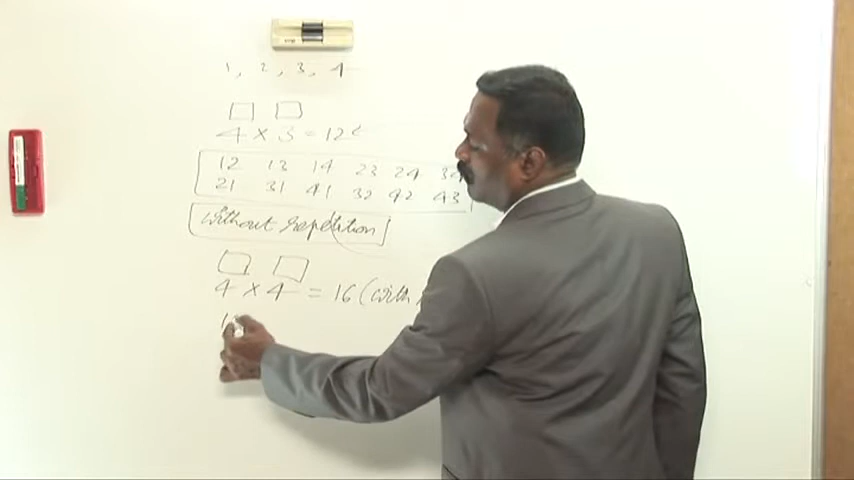 1, 2, 3, 4
4 × 3 = 12
12 13 14 23 24 34
21 31 41 32 42 43
without repetition
4 × 4 = 16 (with
1